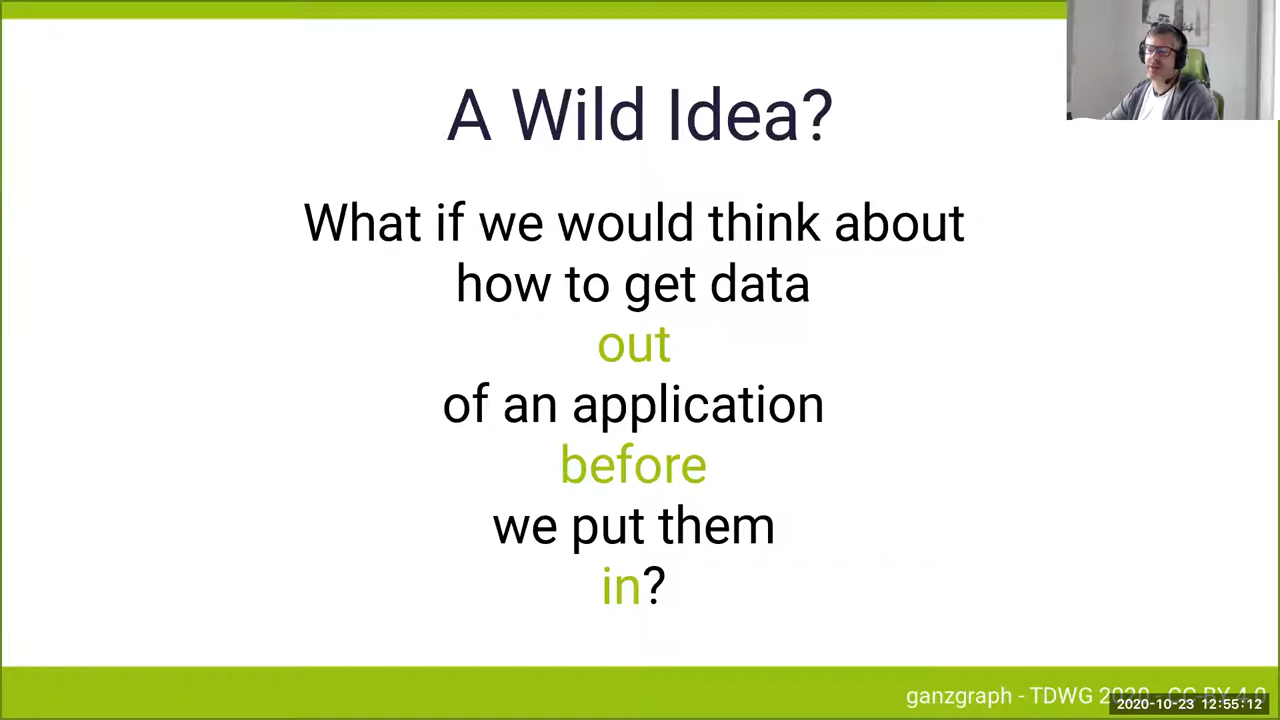 A Wild Idea?
What if we would think about
how to get data
out
of an application
before
we put them
in?
ganzgraph - TDWG 2020 - CC-BY 4.0
2020-10-23 12:55:12